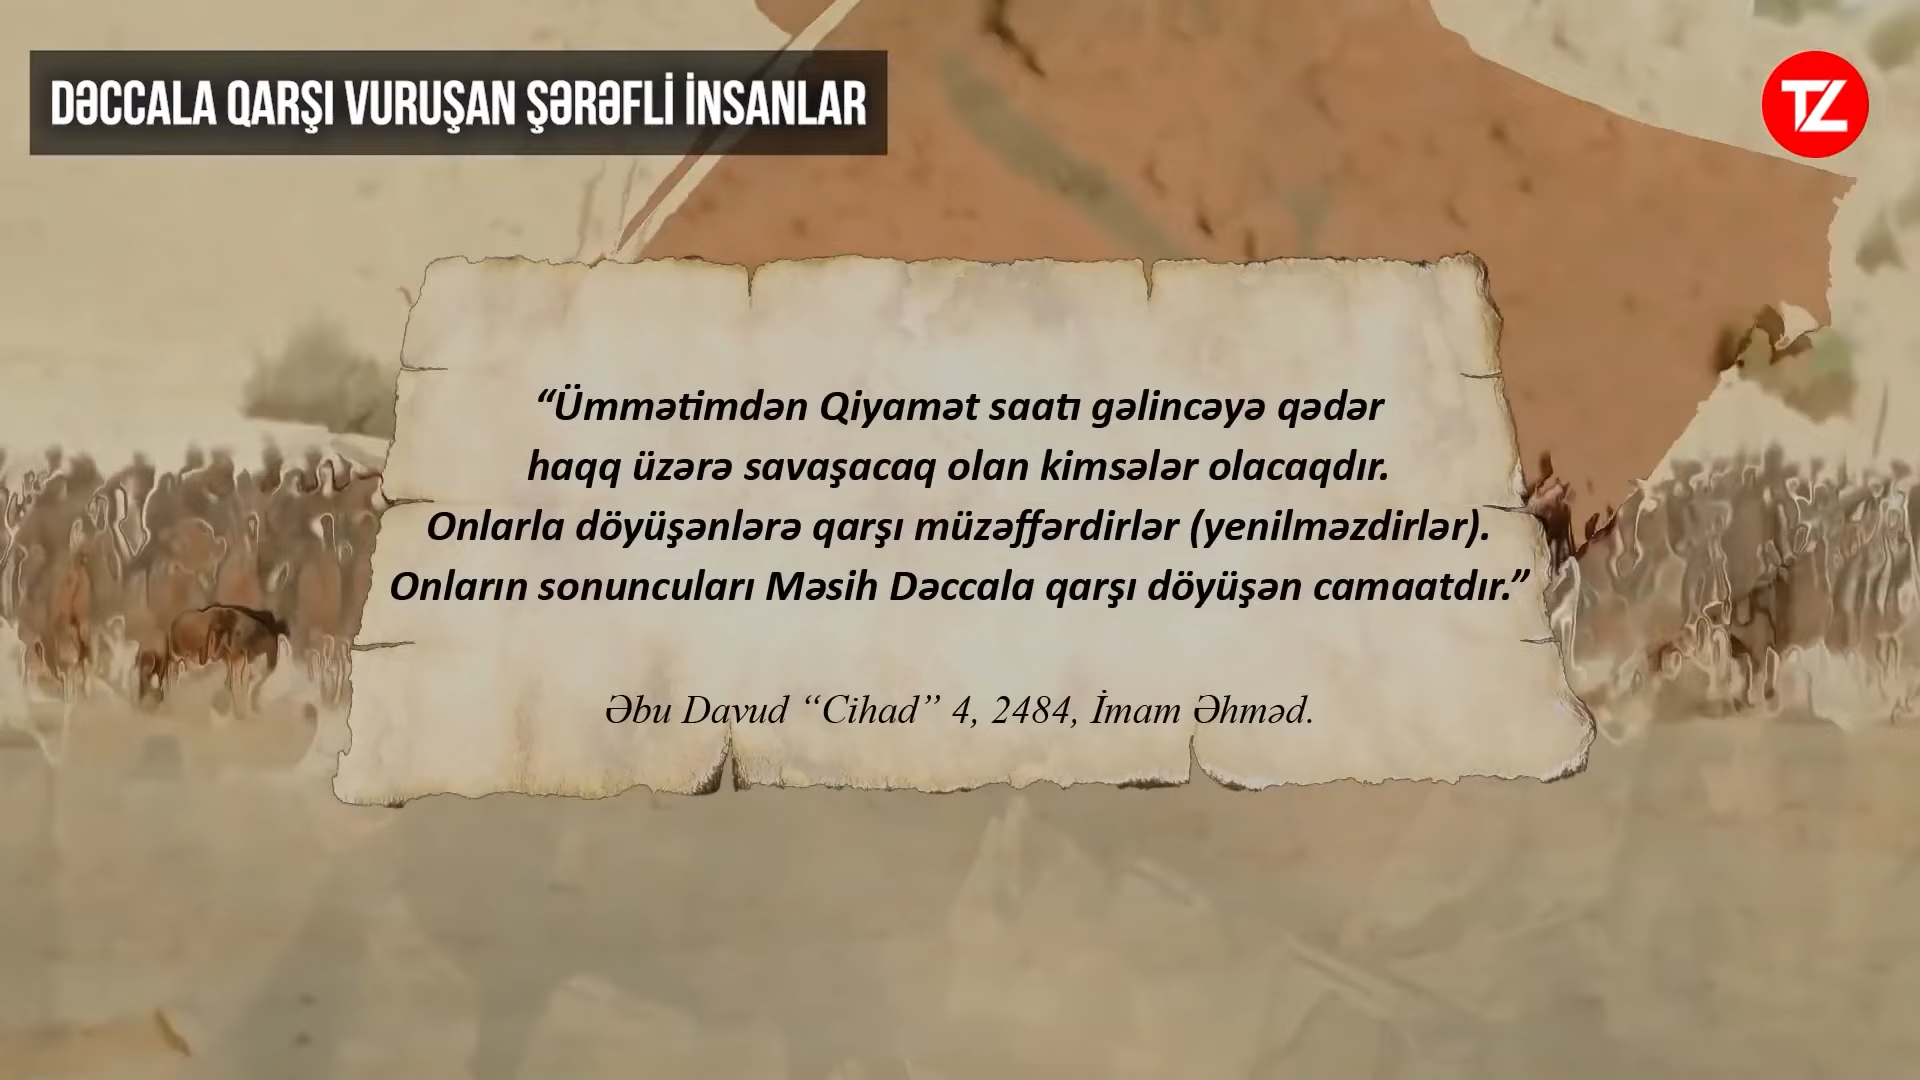 DƏCCALA QARŞI VURUŞAN ŞƏRƏFLİ İNSANLAR
TZ
“Ümmətimdən Qiyamət saatı gəlincəyə qədər
haqq üzərə savaşacaq olan kimsələr olacaqdır.
Onlarla döyüşənlərə qarşı müzəffərdirlər (yenilməzdirlər).
Onların sonuncuları Məsih Dəccala qarşı döyüşən camaatdır.”
Əbu Davud “Cihad” 4, 2484, İmam Əhməd.